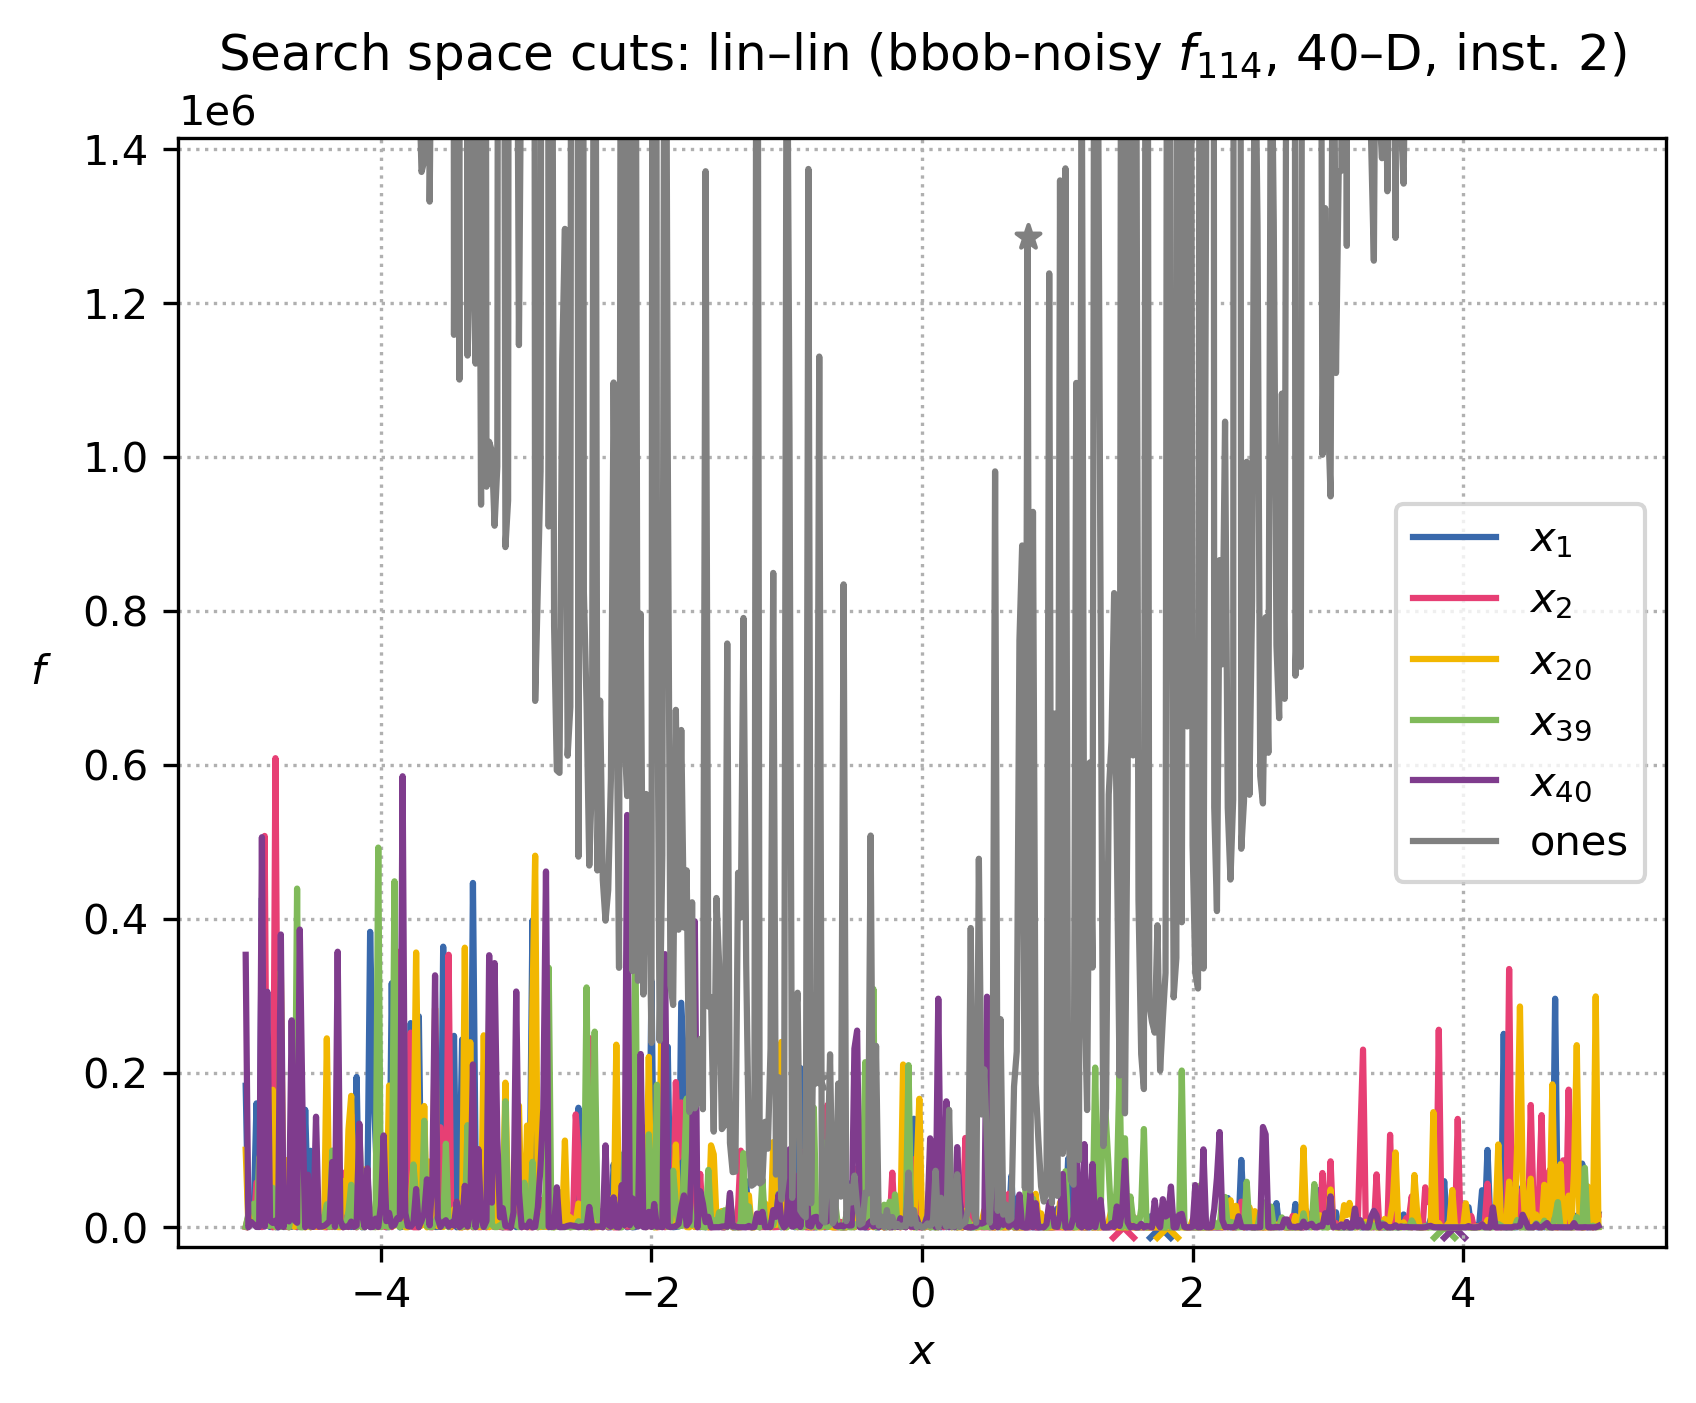 Search space cuts: lin–lin (bbob-noisy f₁₁₄, 40–D, inst. 2)
1e6
1.4
1.2
1.0
0.8
0.6
0.4
0.2
0.0
f
x₁
x₂
x₂₀
x₃₉
x₄₀
ones
−4
−2
0
2
4
x